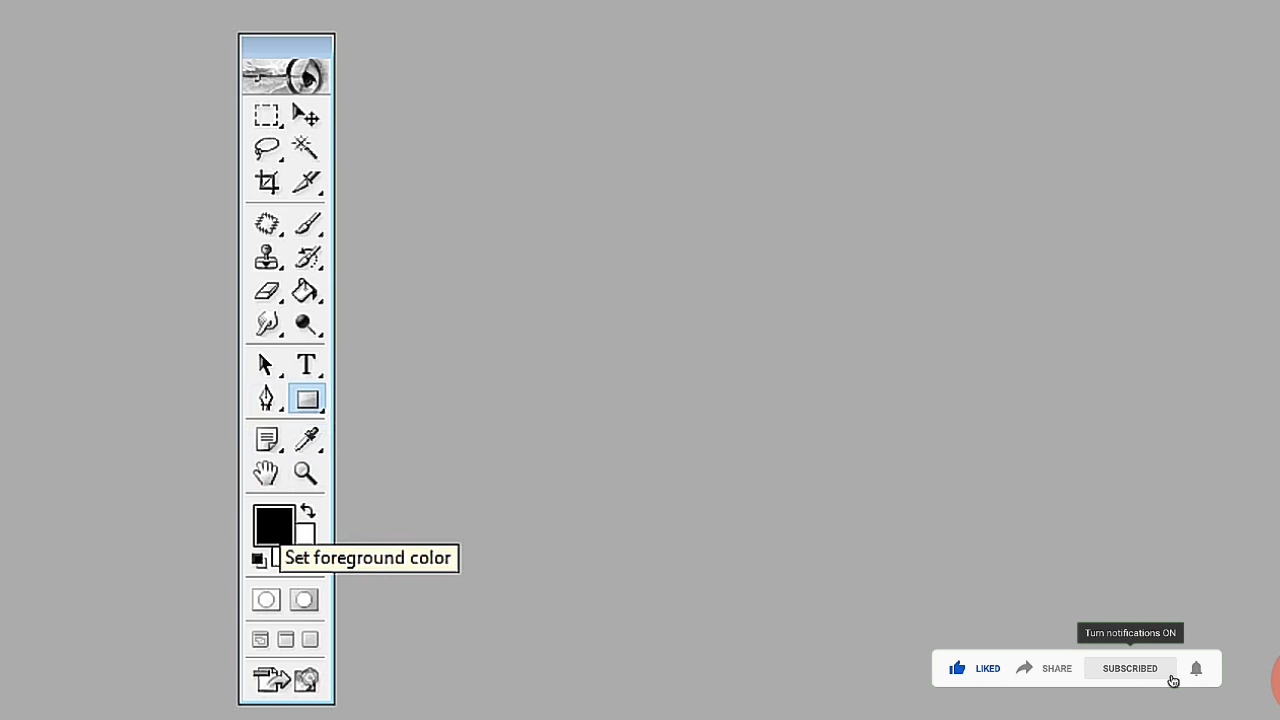 T
Set foreground color
Turn notifications ON
LIKED
SHARE
SUBSCRIBED